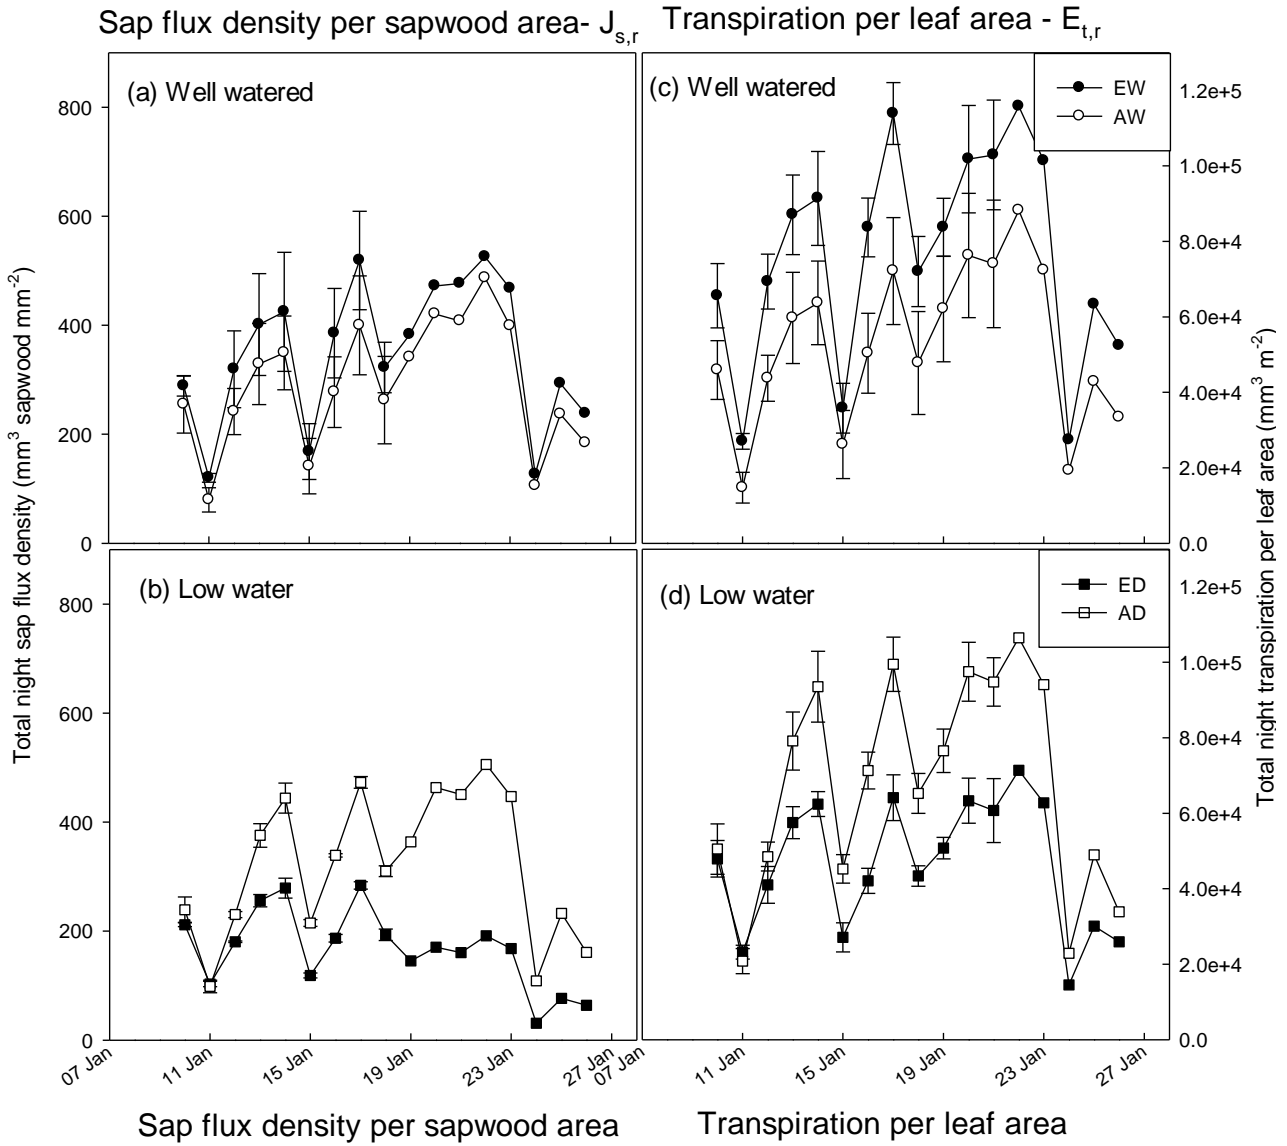 Sap flux density per sapwood area- Js,r
Transpiration per leaf area - Et,r
(a) Well watered
(c) Well watered
EW
AW
800
600
400
200
0
1.2e+5
1.0e+5
8.0e+4
6.0e+4
4.0e+4
2.0e+4
0.0
(b) Low water
(d) Low water
ED
AD
800
600
400
200
0
1.2e+5
1.0e+5
8.0e+4
6.0e+4
4.0e+4
2.0e+4
0.0
Total night sap flux density (mm3 sapwood mm-2)
Total night transpiration per leaf area (mm3 m-2)
07 Jan
11 Jan
15 Jan
19 Jan
23 Jan
27 Jan
07 Jan
11 Jan
15 Jan
19 Jan
23 Jan
27 Jan
Sap flux density per sapwood area
Transpiration per leaf area